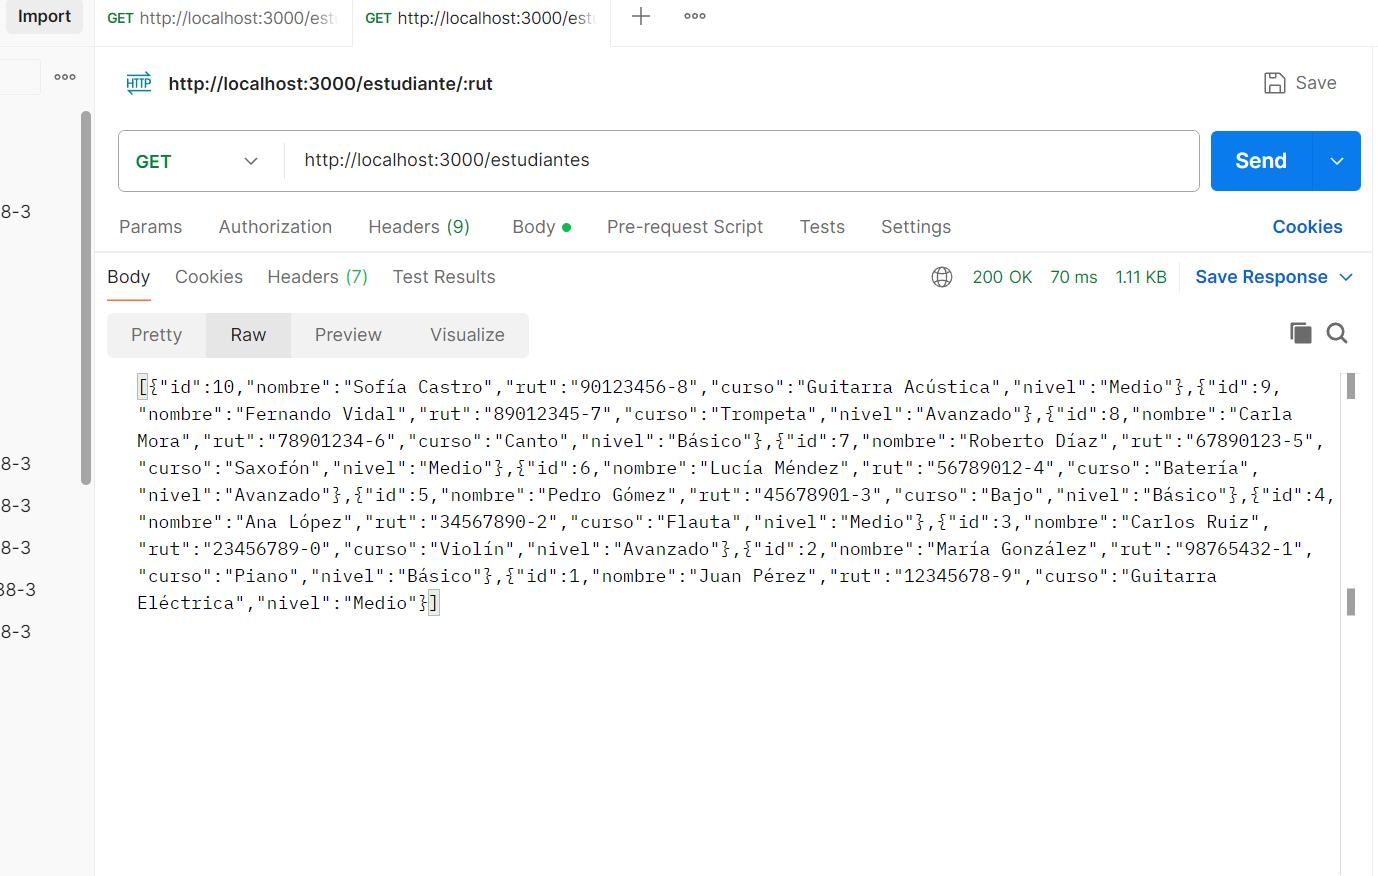 Import
GET http://localhost:3000/estu
GET http://localhost:3000/est
HTTP http://localhost:3000/estudiante/:rut
Save
GET
http://localhost:3000/estudiantes
Send
Params Authorization Headers (9) Body Pre-request Script Tests Settings Cookies
8-3
Body Cookies Headers (7) Test Results
200 OK 70 ms 1.11 KB Save Response
Pretty Raw Preview Visualize
[{"id":10,"nombre":"Sofía Castro","rut":"90123456-8","curso":"Guitarra Acústica","nivel":"Medio"},{"id":9,
"nombre":"Fernando Vidal","rut":"89012345-7","curso":"Trompeta","nivel":"Avanzado"},{"id":8,"nombre":"Carla
Mora","rut":"78901234-6","curso":"Canto","nivel":"Básico"},{"id":7,"nombre":"Roberto Díaz","rut":"67890123-5",
"curso":"Saxofón","nivel":"Medio"},{"id":6,"nombre":"Lucía Méndez","rut":"56789012-4","curso":"Batería",
"nivel":"Avanzado"},{"id":5,"nombre":"Pedro Gómez","rut":"45678901-3","curso":"Bajo","nivel":"Básico"},{"id":4,
"nombre":"Ana López","rut":"34567890-2","curso":"Flauta","nivel":"Medio"},{"id":3,"nombre":"Carlos Ruiz",
"rut":"23456789-0","curso":"Violín","nivel":"Avanzado"},{"id":2,"nombre":"María González","rut":"98765432-1",
"curso":"Piano","nivel":"Básico"},{"id":1,"nombre":"Juan Pérez","rut":"12345678-9","curso":"Guitarra
Eléctrica","nivel":"Medio"}]
8-3
8-3
8-3
38-3
8-3